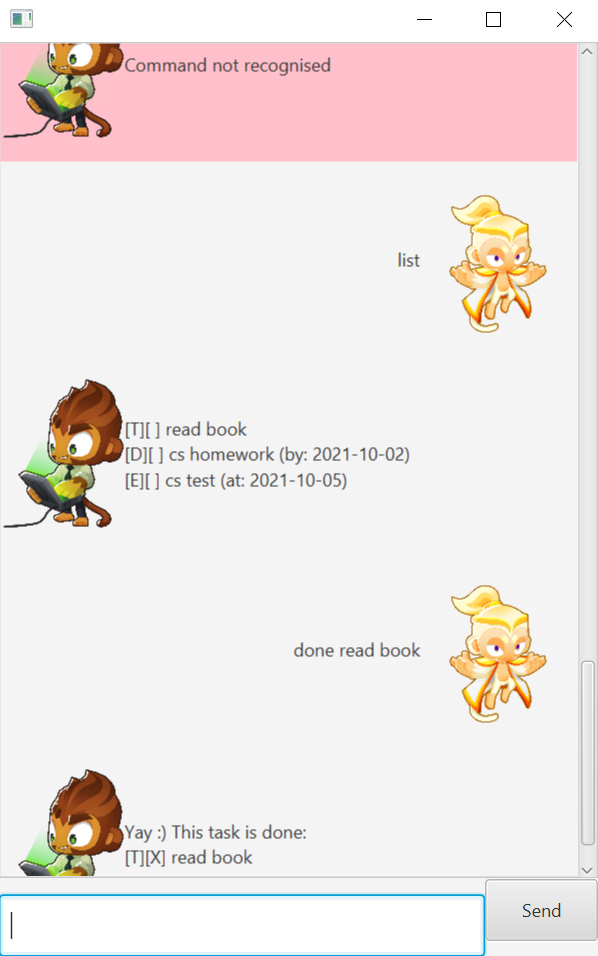 Command not recognised
list
[T][ ] read book
[D][ ] cs homework (by: 2021-10-02)
[E][ ] cs test (at: 2021-10-05)
done read book
Yay :) This task is done:
[T][X] read book
Send